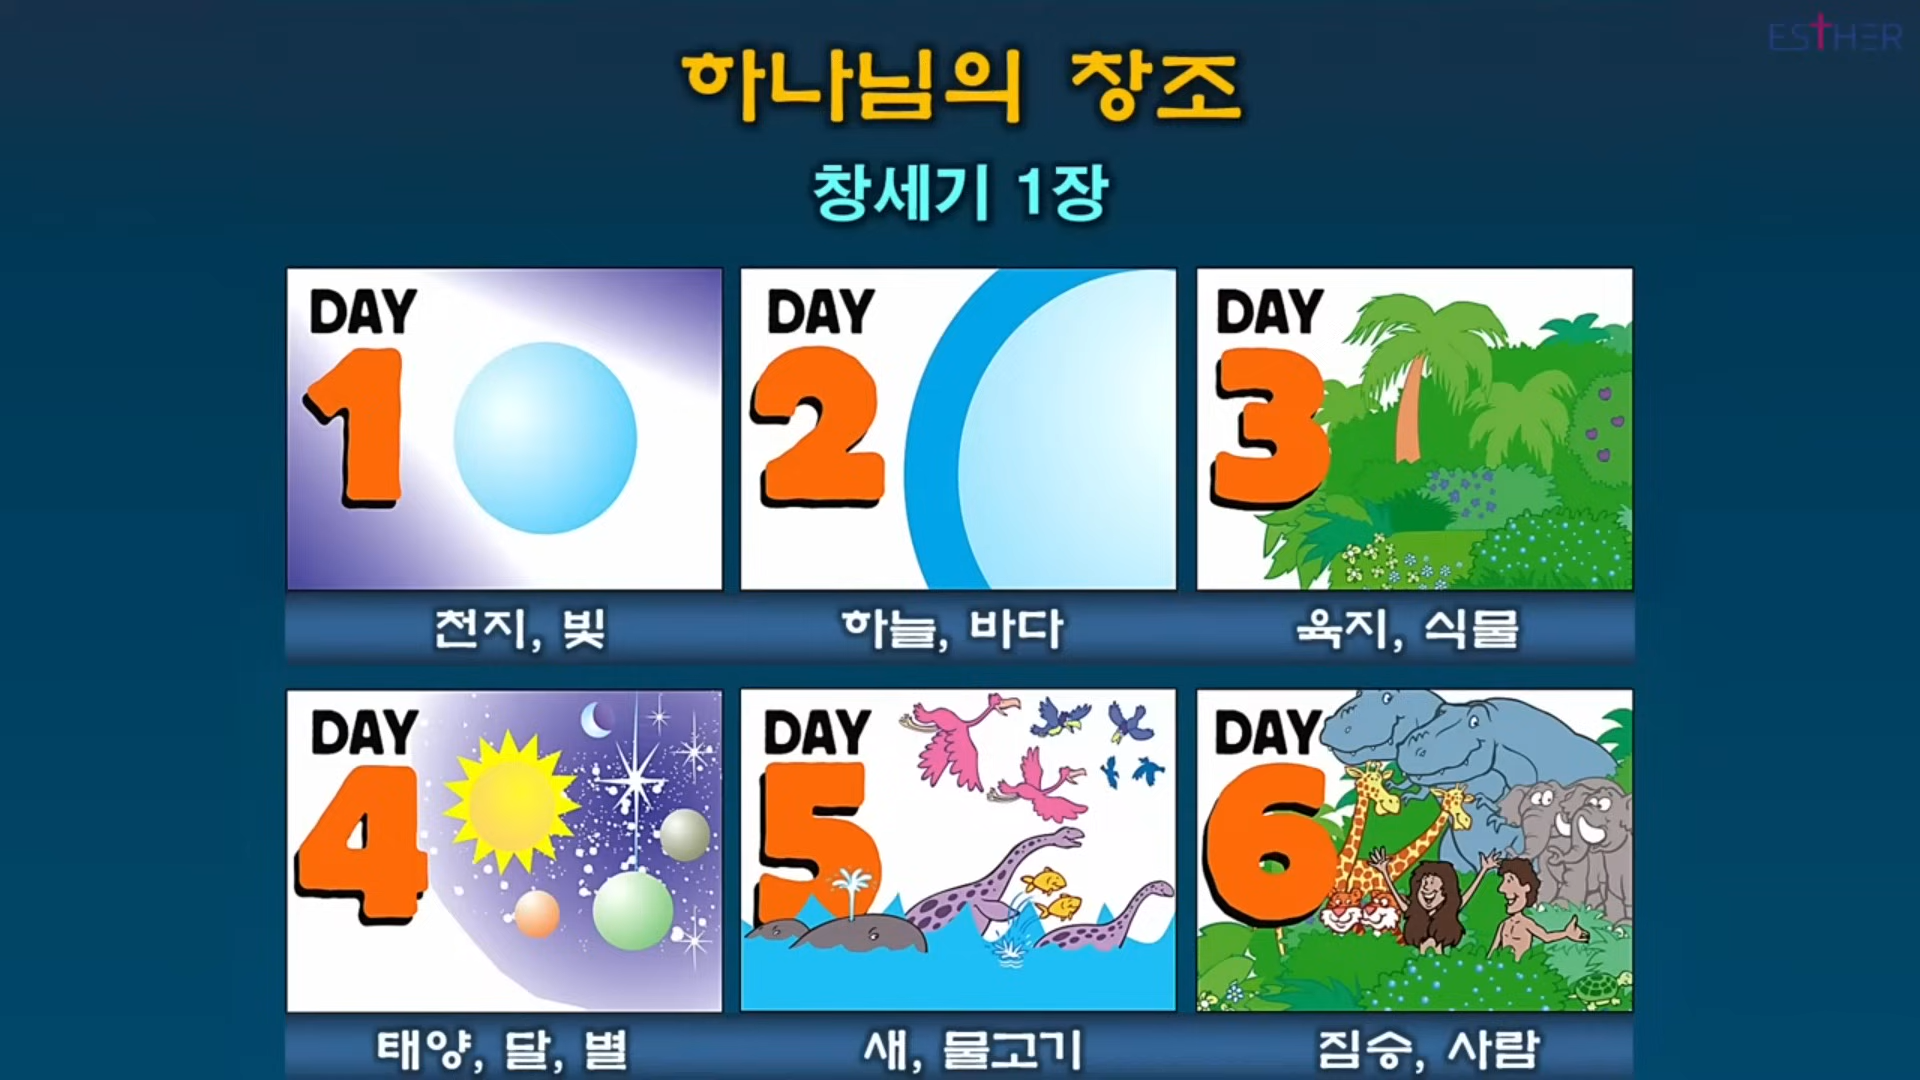 ESTHER
하나님의 창조
창세기 1장
DAY
1
DAY
2
DAY
3
천지, 빛
하늘, 바다
육지, 식물
DAY
4
DAY
5
DAY
6
태양, 달, 별
새, 물고기
짐승, 사람